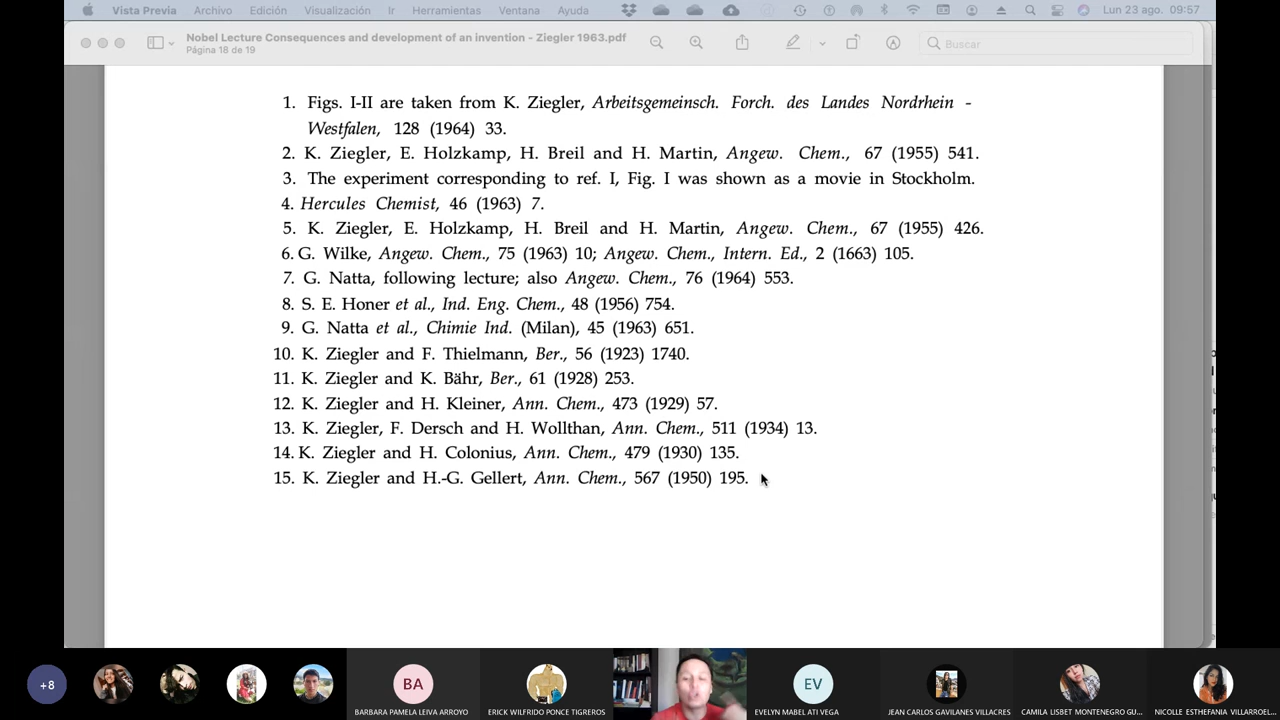 Vista Previa Archivo Edición Visualización Ir Herramientas Ventana Ayuda Lun 23 ago. 09:57
Nobel Lecture Consequences and development of an invention - Ziegler 1963.pdf
Página 18 de 19
Buscar
1. Figs. I-II are taken from K. Ziegler, Arbeitsgemeinsch. Forch. des Landes Nordrhein -
Westfalen, 128 (1964) 33.
2. K. Ziegler, E. Holzkamp, H. Breil and H. Martin, Angew. Chem., 67 (1955) 541.
3. The experiment corresponding to ref. I, Fig. I was shown as a movie in Stockholm.
4. Hercules Chemist, 46 (1963) 7.
5. K. Ziegler, E. Holzkamp, H. Breil and H. Martin, Angew. Chem., 67 (1955) 426.
6. G. Wilke, Angew. Chem., 75 (1963) 10; Angew. Chem., Intern. Ed., 2 (1663) 105.
7. G. Natta, following lecture; also Angew. Chem., 76 (1964) 553.
8. S. E. Honer et al., Ind. Eng. Chem., 48 (1956) 754.
9. G. Natta et al., Chimie Ind. (Milan), 45 (1963) 651.
10. K. Ziegler and F. Thielmann, Ber., 56 (1923) 1740.
11. K. Ziegler and K. Bähr, Ber., 61 (1928) 253.
12. K. Ziegler and H. Kleiner, Ann. Chem., 473 (1929) 57.
13. K. Ziegler, F. Dersch and H. Wollthan, Ann. Chem., 511 (1934) 13.
14. K. Ziegler and H. Colonius, Ann. Chem., 479 (1930) 135.
15. K. Ziegler and H.-G. Gellert, Ann. Chem., 567 (1950) 195.
+8 BA EV
BARBARA PAMELA LEIVA ARROYO ERICK WILFRIDO PONCE TIGREROS EVELYN MABEL ATI VEGA JEAN CARLOS GAVILANES VILLACRES CAMILA LISBET MONTENEGRO GU... NICOLLE ESTHEFANIA VILLARROEL...